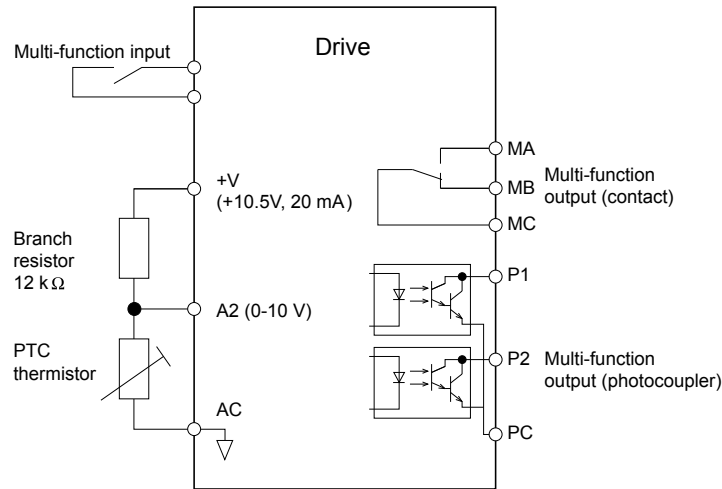 Drive
Multi-function input
+V
(+10.5V, 20 mA)
Branch
resistor
12 kΩ
A2 (0-10 V)
PTC
thermistor
AC
MA
MB
MC
Multi-function
output (contact)
P1
P2
PC
Multi-function
output (photocoupler)